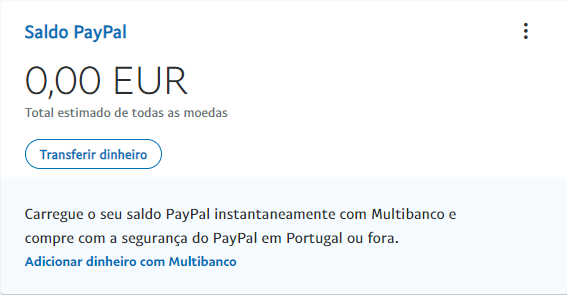 Saldo PayPal
0,00 EUR
Total estimado de todas as moedas
Transferir dinheiro
Carregue o seu saldo PayPal instantaneamente com Multibanco e
compre com a segurança do PayPal em Portugal ou fora.
Adicionar dinheiro com Multibanco